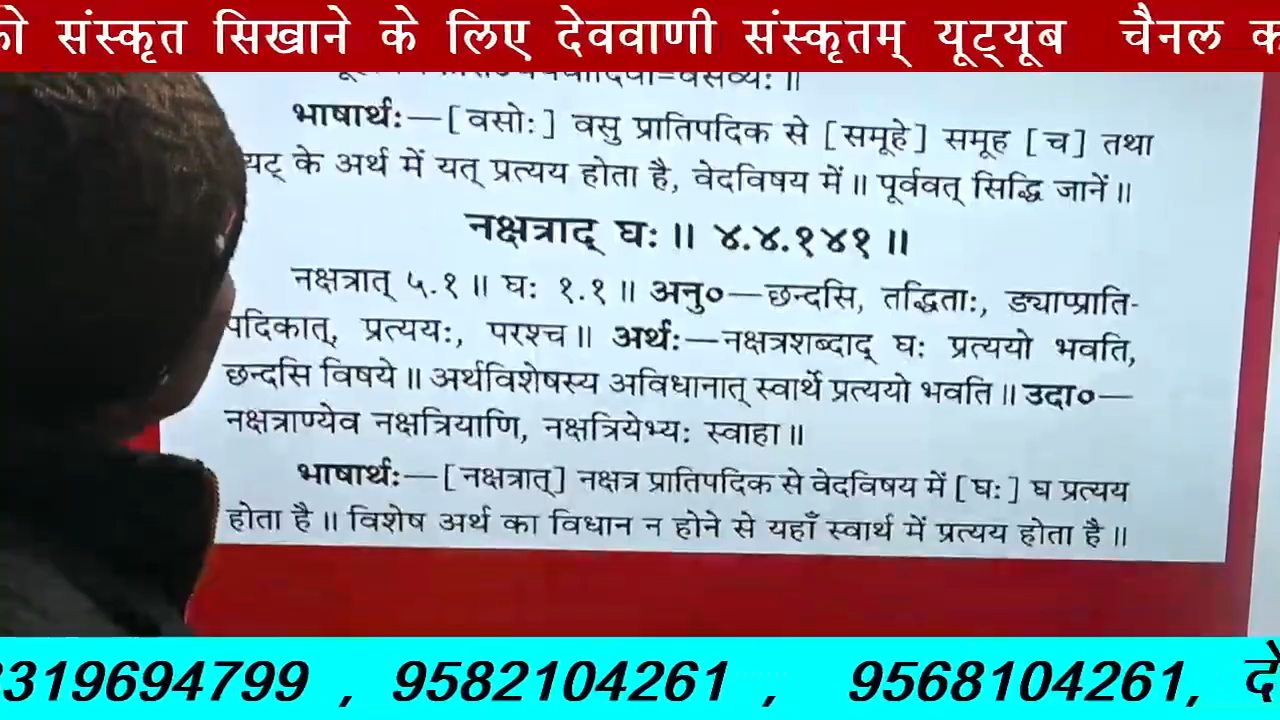 को संस्कृत सिखाने के लिए देववाणी संस्कृतम् यूट्यूब चैनल क
भाषार्थः—[वसोः] वसु प्रातिपदिक से [समूहे] समूह [च] तथा
यट् के अर्थ में यत् प्रत्यय होता है, वेदविषय में॥ पूर्ववत् सिद्धि जानें॥
नक्षत्राद् घः॥ ४.४.१४१॥
नक्षत्रात् ५.१॥ घः १.१॥ अनु०—छन्दसि, तद्धिताः, ङ्याप्प्राति-
पदिकात्, प्रत्ययः, परश्च॥ अर्थः—नक्षत्रशब्दाद् घः प्रत्ययो भवति,
छन्दसि विषये॥ अर्थविशेषस्य अविधानात् स्वार्थे प्रत्ययो भवति॥ उदा०—
नक्षत्राण्येव नक्षत्रियाणि, नक्षत्रियेभ्यः स्वाहा॥
भाषार्थः—[नक्षत्रात्] नक्षत्र प्रातिपदिक से वेदविषय में [घः] घ प्रत्यय
होता है॥ विशेष अर्थ का विधान न होने से यहाँ स्वार्थ में प्रत्यय होता है॥
3319694799 , 9582104261 , 9568104261, दे